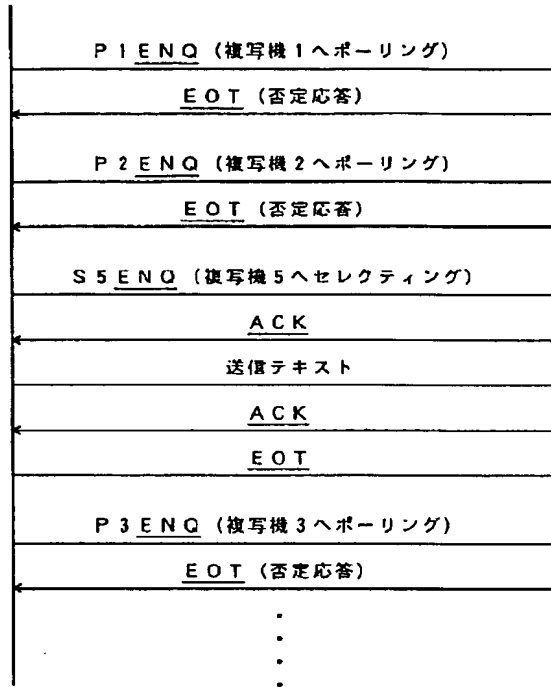 P1ENQ(複写機1へポーリング)
EOT(否定応答)
P2ENQ(複写機2へポーリング)
EOT(否定応答)
S5ENQ(複写機5へセレクティング)
ACK
送信テキスト
ACK
EOT
P3ENQ(複写機3へポーリング)
EOT(否定応答)